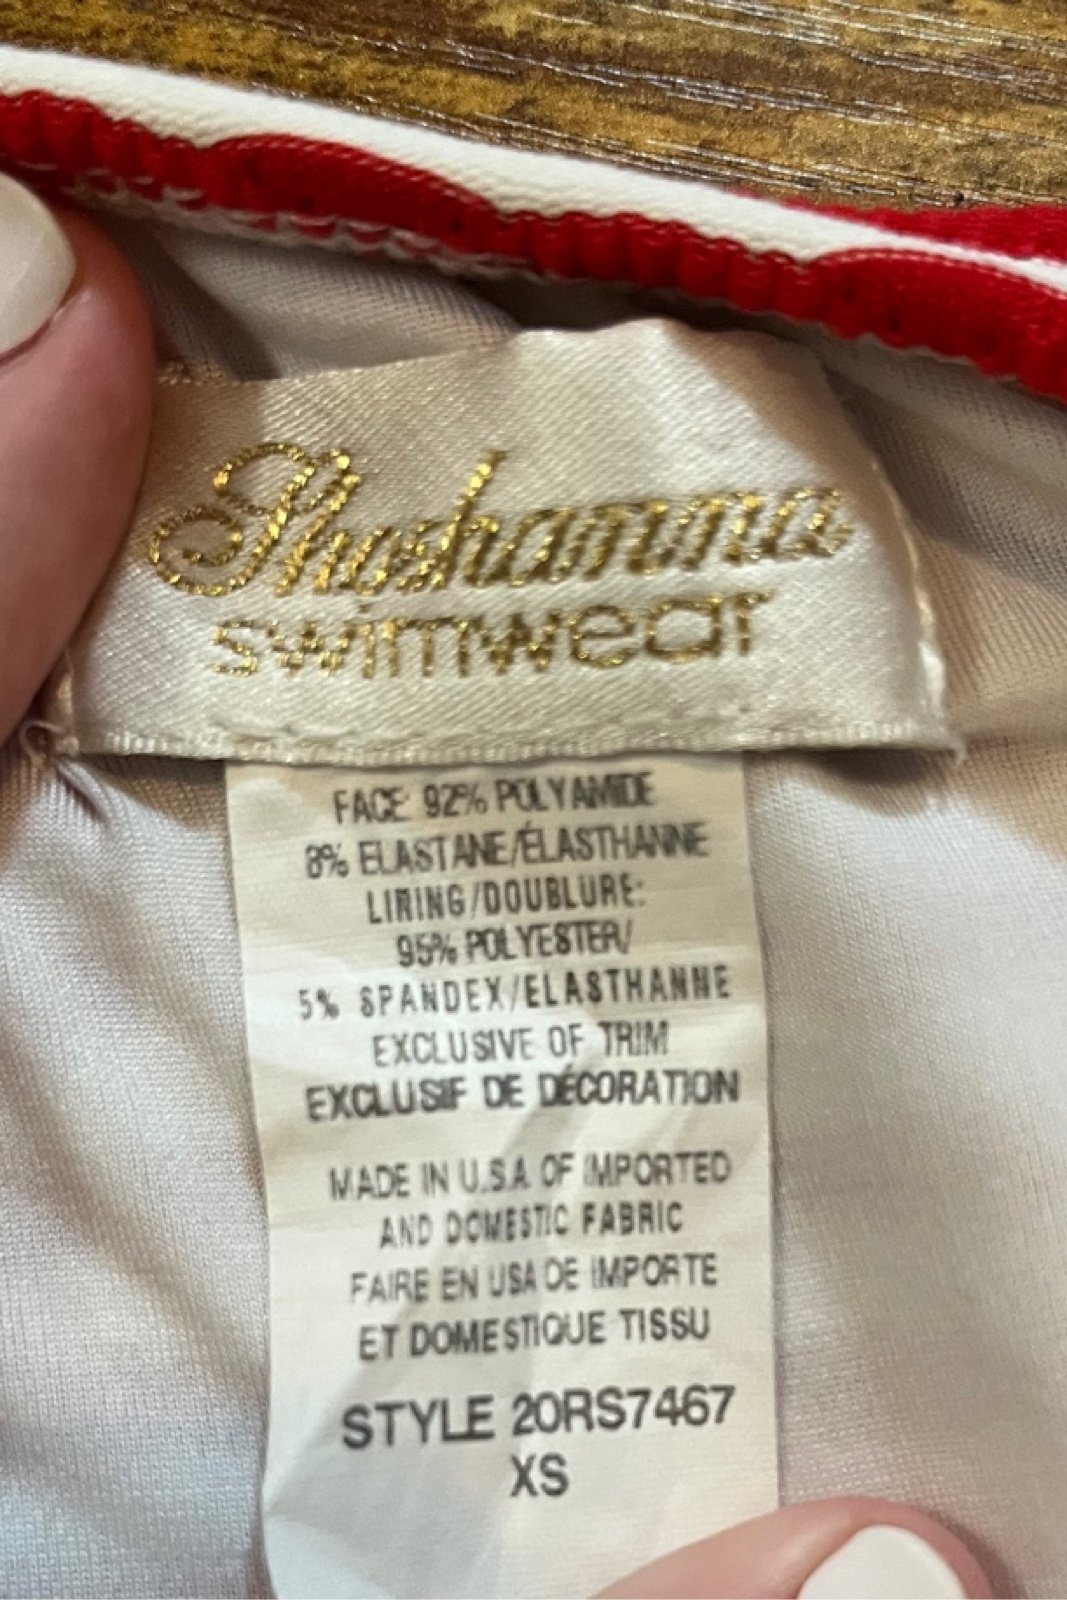 Shoshanna
swimwear
FACE: 92% POLYAMIDE
8% ELASTANE/ÉLASTHANNE
LIRING/DOUBLURE:
95% POLYESTER/
5% SPANDEX/ELASTHANNE
EXCLUSIVE OF TRIM
EXCLUSIF DE DÉCORATION
MADE IN U.S.A OF IMPORTED
AND DOMESTIC FABRIC
FAIRE EN USA DE IMPORTE
ET DOMESTIQUE TISSU
STYLE 20RS7467
XS